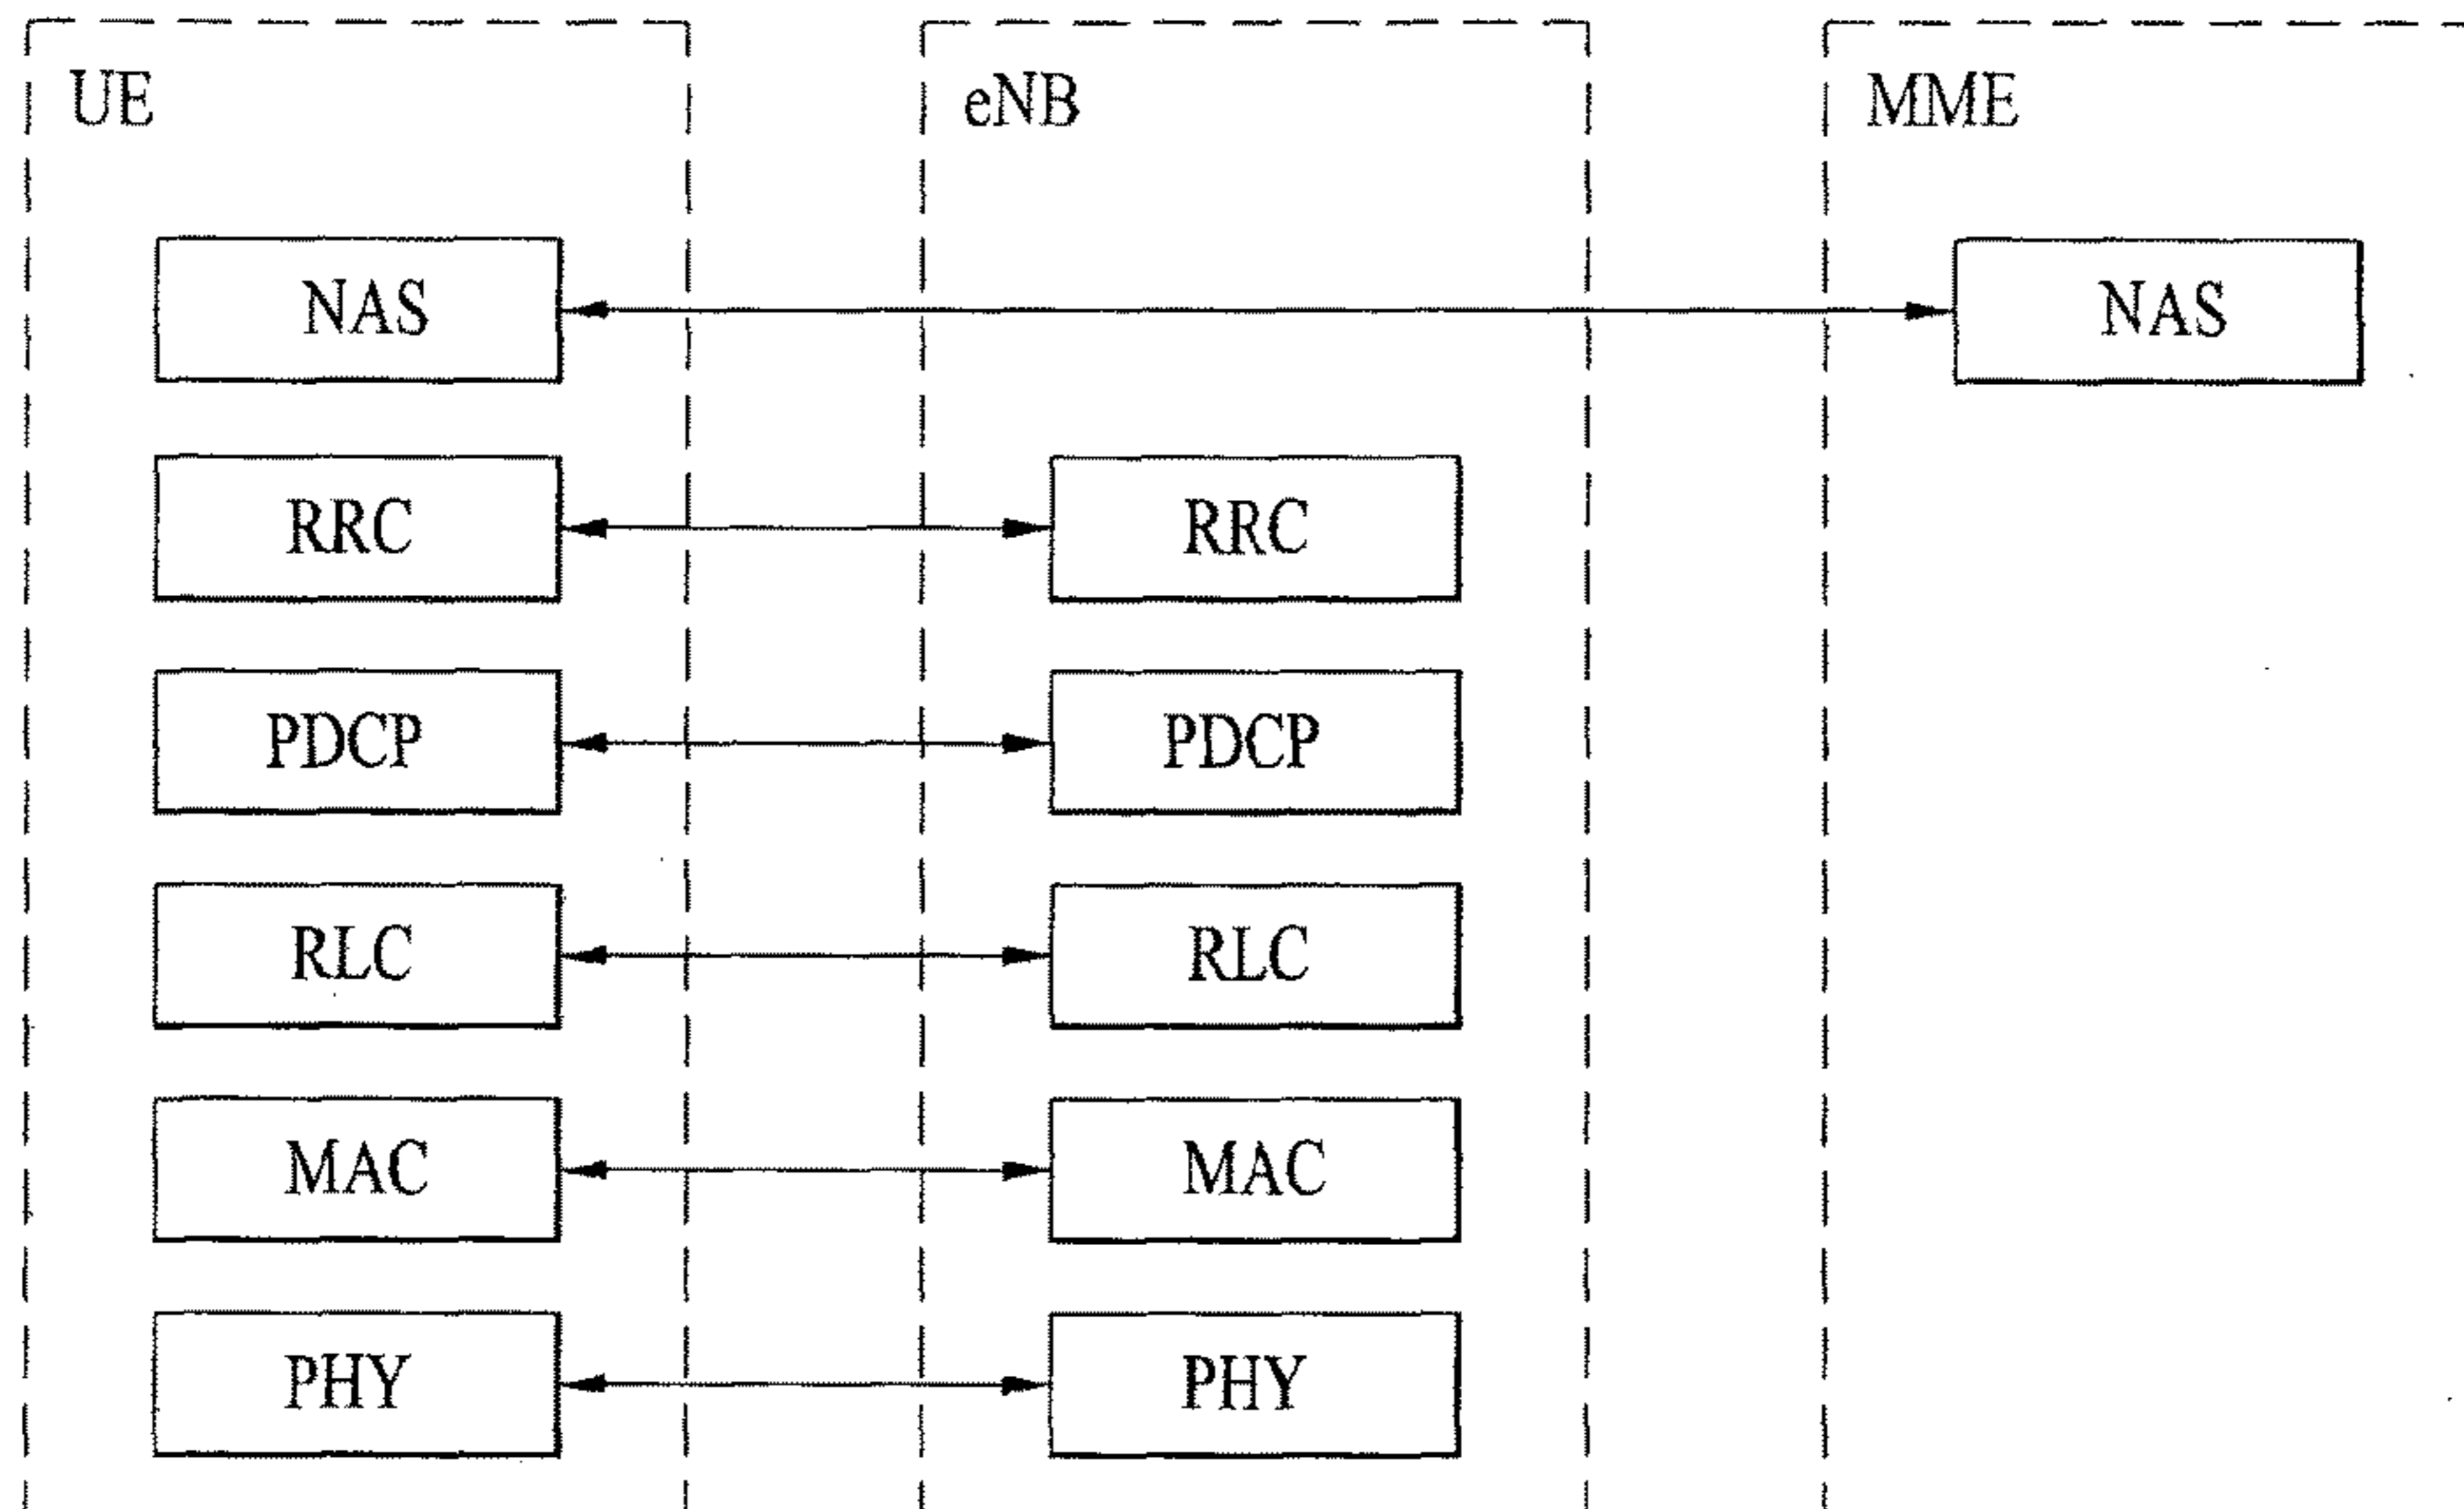 UE eNB MME
NAS NAS
RRC RRC
PDCP PDCP
RLC RLC
MAC MAC
PHY PHY